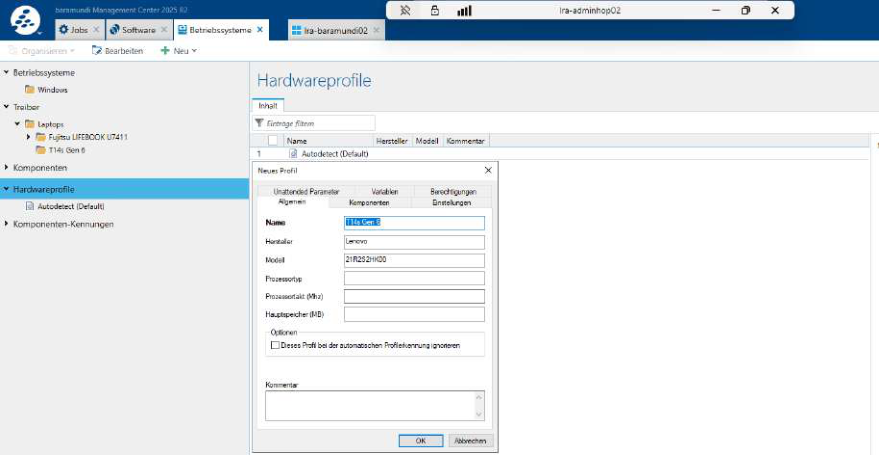 baramundi Management Center 2025 R2
lra-adminhop02
Jobs
Software
Betriebssysteme
lra-baramundi02
Organisieren
Bearbeiten
Neu
Betriebssysteme
Windows
Treiber
Laptops
Fujitsu LIFEBOOK U7411
T14s Gen 6
Komponenten
Hardwareprofile
Autodetect (Default)
Komponenten-Kennungen
Hardwareprofile
Inhalt
Einträge filtern
Name Hersteller Modell Kommentar
1 Autodetect (Default)
Neues Profil
Unattended Parameter Variablen Berechtigungen
Allgemein Komponenten Einstellungen
Name T14s Gen 6
Hersteller Lenovo
Modell 21R2S2HK00
Prozessortyp
Prozessortakt (Mhz)
Hauptspeicher (MB)
Optionen
Dieses Profil bei der automatischen Profilerkennung ignorieren
Kommentar
OK Abbrechen